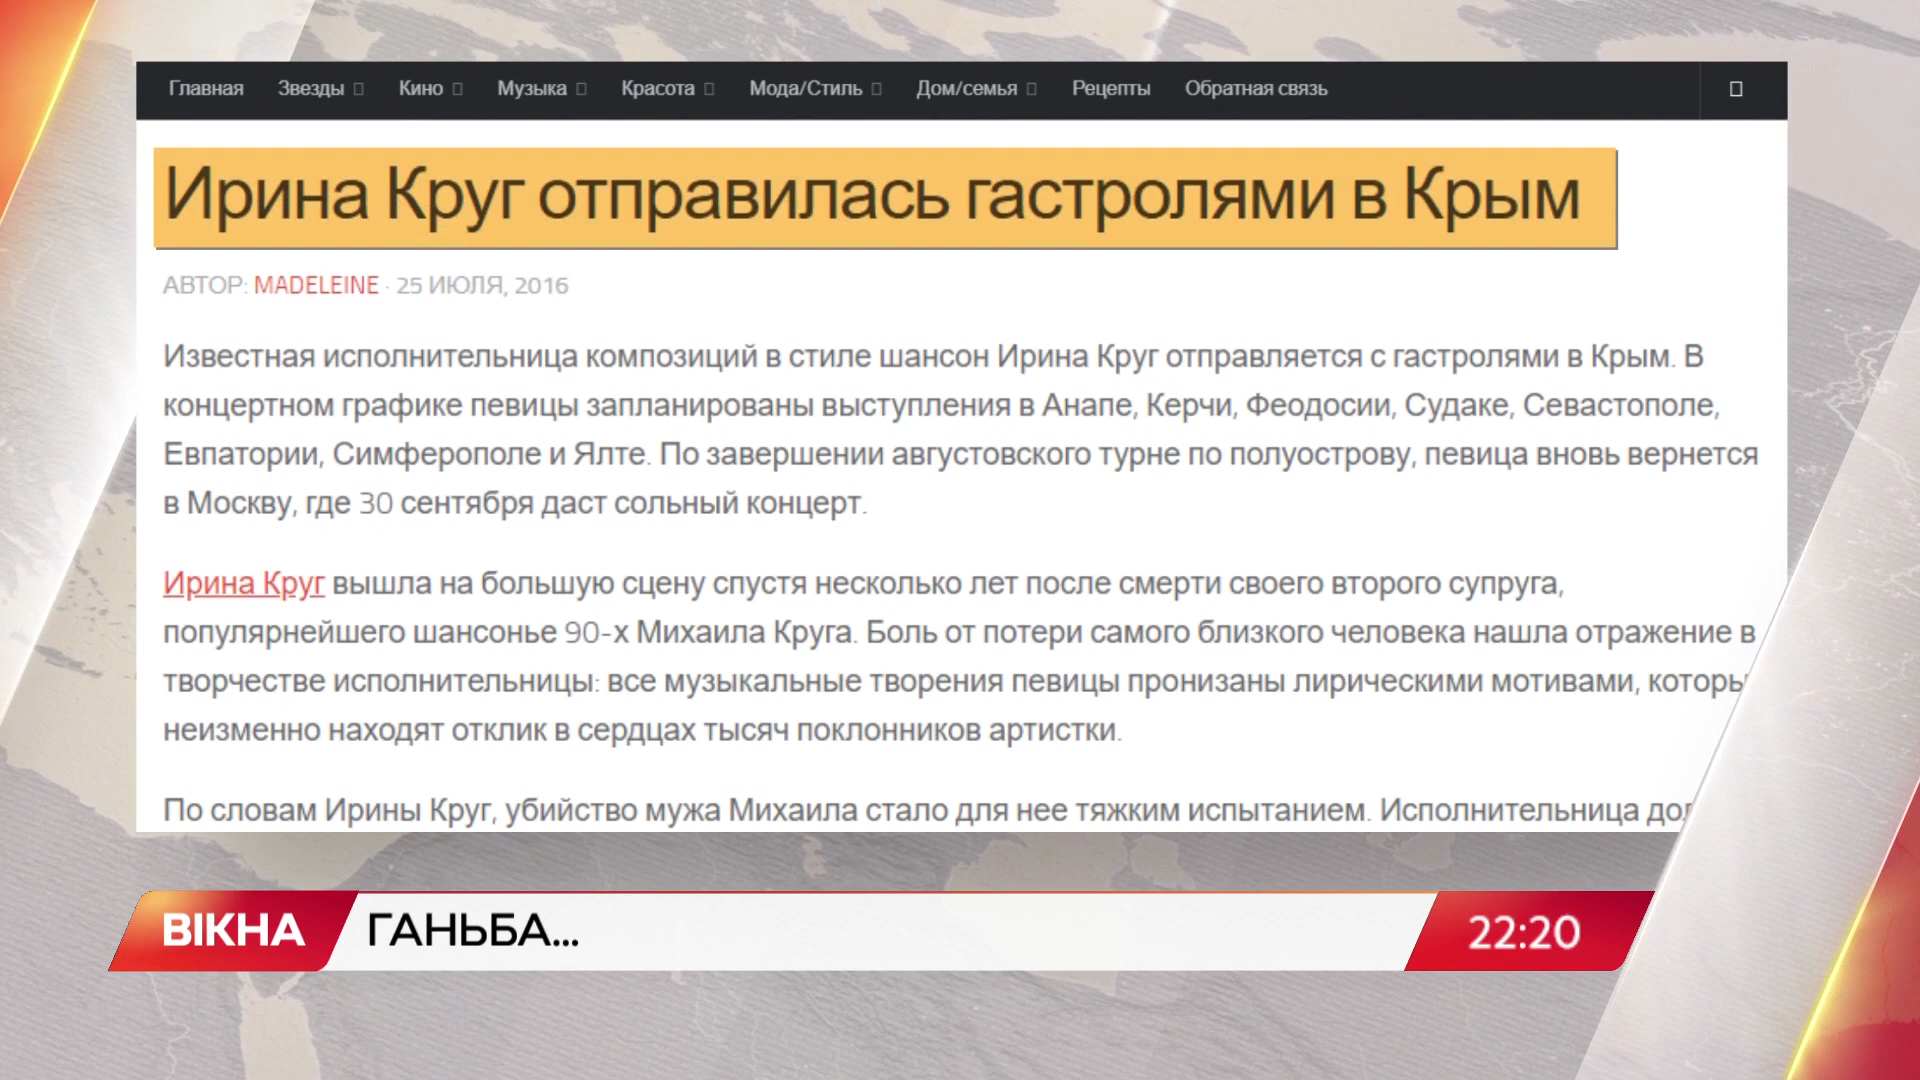 Главная Звезды Кино Музыка Красота Мода/Стиль Дом/семья Рецепты Обратная связь
Ирина Круг отправилась гастролями в Крым
АВТОР: MADELEINE · 25 ИЮЛЯ, 2016
Известная исполнительница композиций в стиле шансон Ирина Круг отправляется с гастролями в Крым. В
концертном графике певицы запланированы выступления в Анапе, Керчи, Феодосии, Судаке, Севастополе,
Евпатории, Симферополе и Ялте. По завершении августовского турне по полуострову, певица вновь вернется
в Москву, где 30 сентября даст сольный концерт.
Ирина Круг вышла на большую сцену спустя несколько лет после смерти своего второго супруга,
популярнейшего шансонье 90-х Михаила Круга. Боль от потери самого близкого человека нашла отражение в
творчестве исполнительницы: все музыкальные творения певицы пронизаны лирическими мотивами,
неизменно находят отклик в сердцах тысяч поклонников артистки.
По словам Ирины Круг, убийство мужа Михаила стало для нее тяжким испытанием. Исполнительница
ВІКНА ГАНЬБА... 22:20